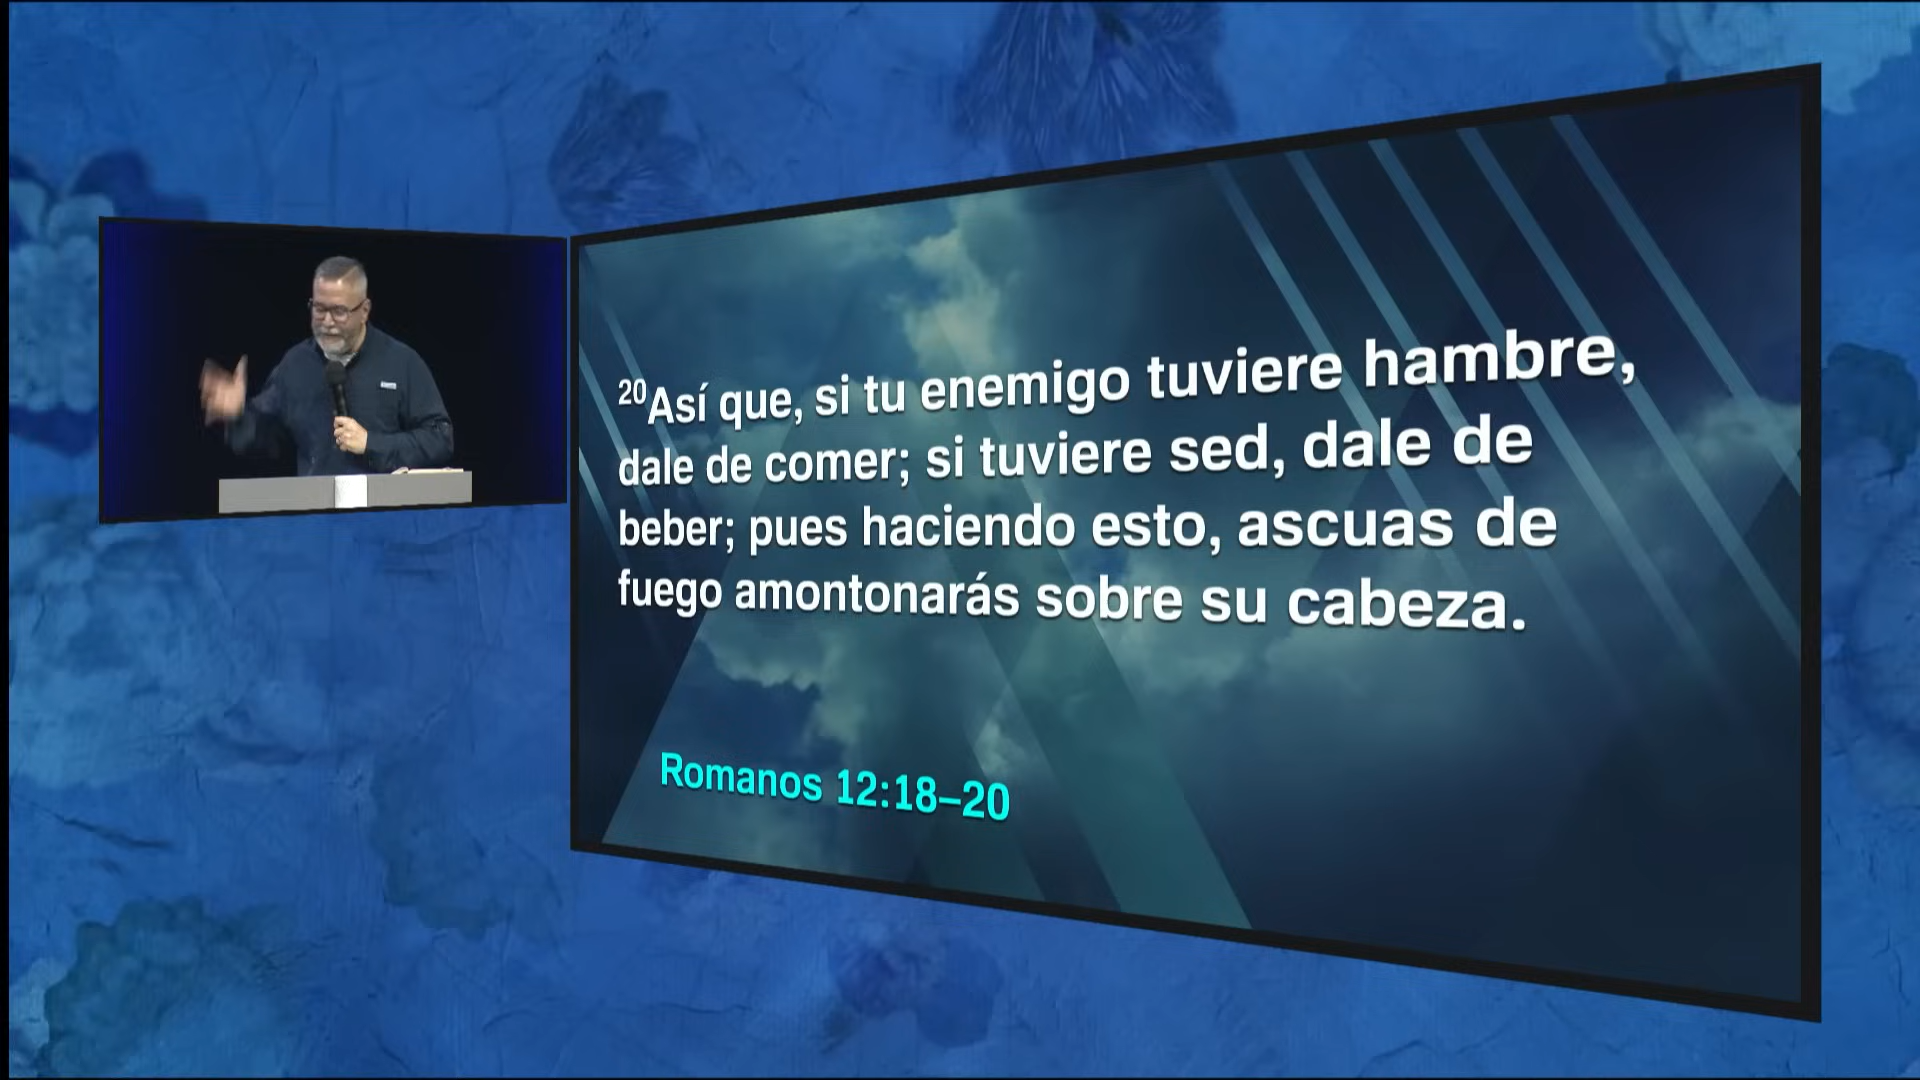 ²⁰Así que, si tu enemigo tuviere hambre,
dale de comer; si tuviere sed, dale de
beber; pues haciendo esto, ascuas de
fuego amontonarás sobre su cabeza.
Romanos 12:18–20